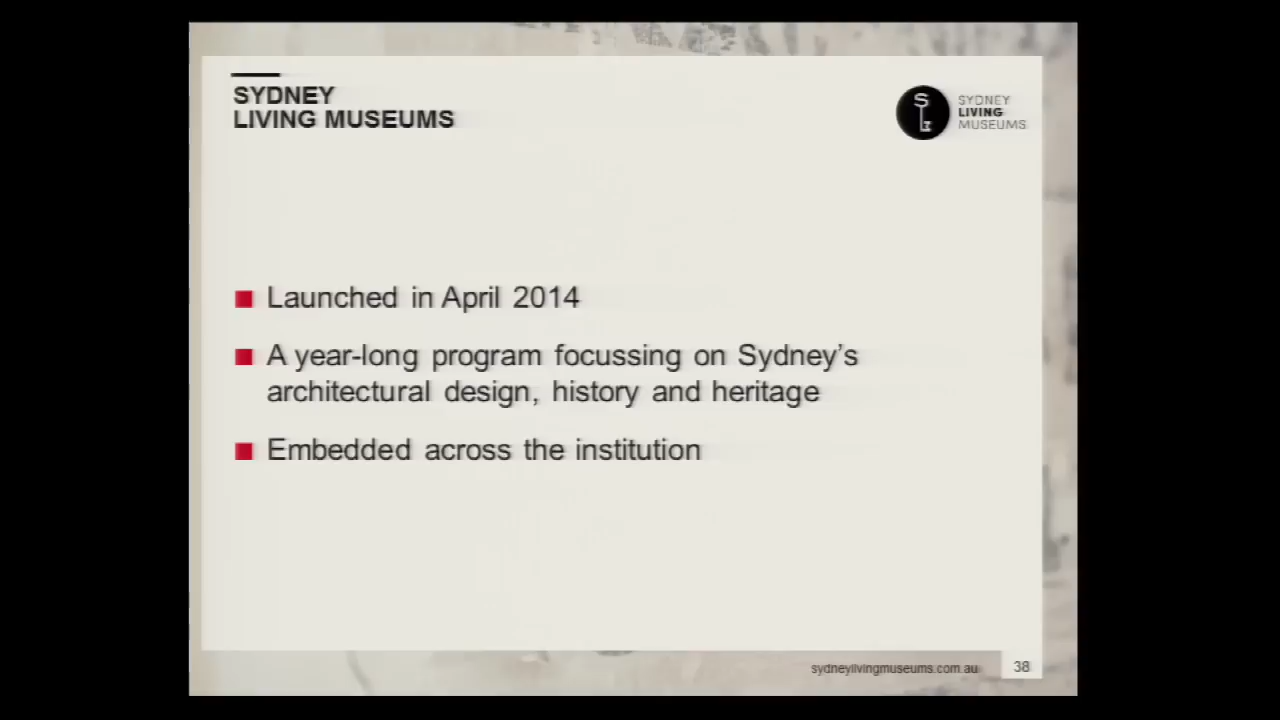 SYDNEY
LIVING MUSEUMS
SYDNEY
LIVING
MUSEUMS
Launched in April 2014
A year-long program focussing on Sydney's
architectural design, history and heritage
Embedded across the institution
sydneylivingmuseums.com.au
38